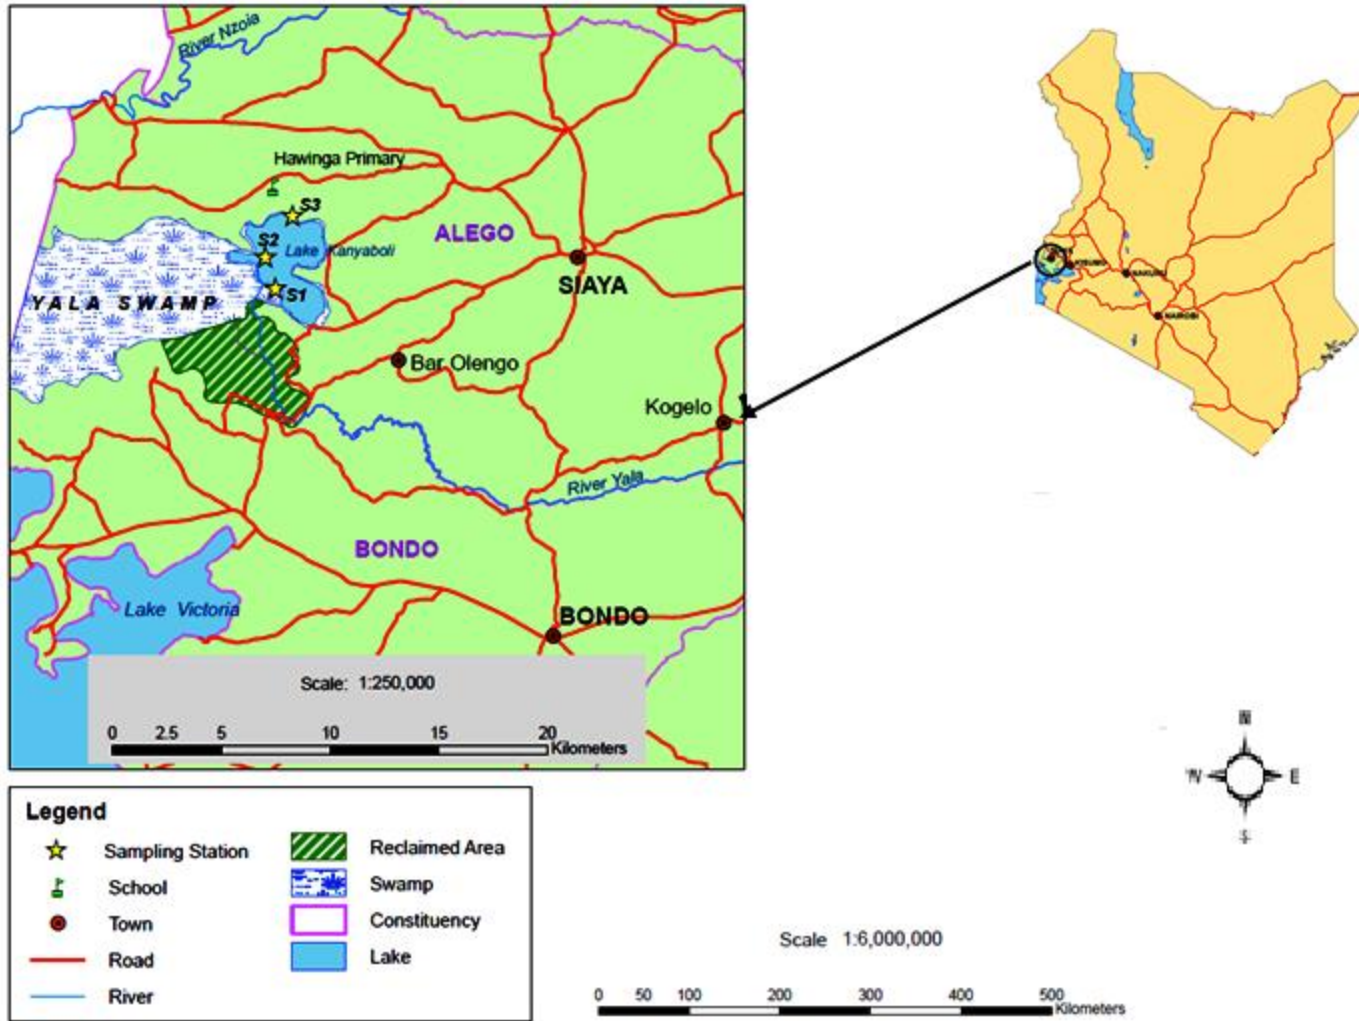 River Nzoia
Hawinga Primary
S3
S2
Lake Kanyaboli
ALEGO
S1
SIAYA
YALA SWAMP
Bar Olengo
Kogelo
River Yala
BONDO
Lake Victoria
BONDO
Scale: 1:250,000
0 2.5 5 10 15 20 Kilometers
KISUMU
NAKURU
NAIROBI
N
W E
S
Legend
Sampling Station
School
Town
Road
River
Reclaimed Area
Swamp
Constituency
Lake
Scale 1:6,000,000
0 50 100 200 300 400 500 Kilometers